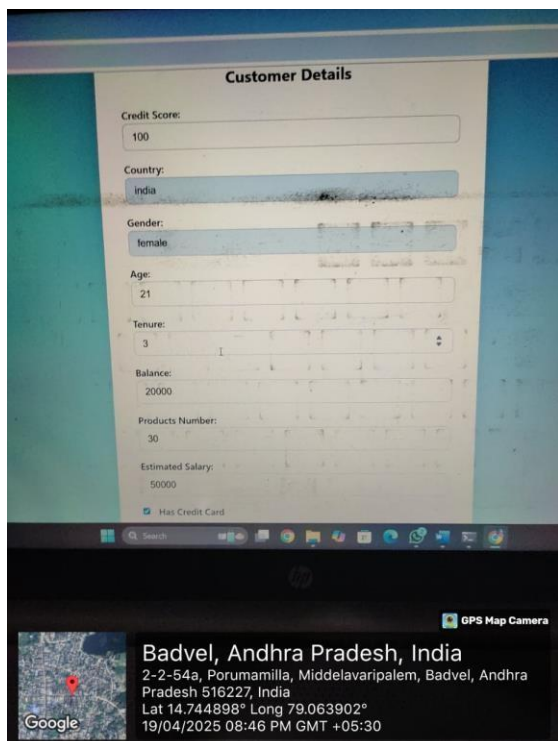 Customer Details
Credit Score:
100
Country:
india
Gender:
female
Age:
21
Tenure:
3
Balance:
20000
Products Number:
30
Estimated Salary:
50000
Has Credit Card
Search
hp
GPS Map Camera
Badvel, Andhra Pradesh, India
2-2-54a, Porumamilla, Middelavaripalem, Badvel, Andhra
Pradesh 516227, India
Lat 14.744898° Long 79.063902°
19/04/2025 08:46 PM GMT +05:30
Google